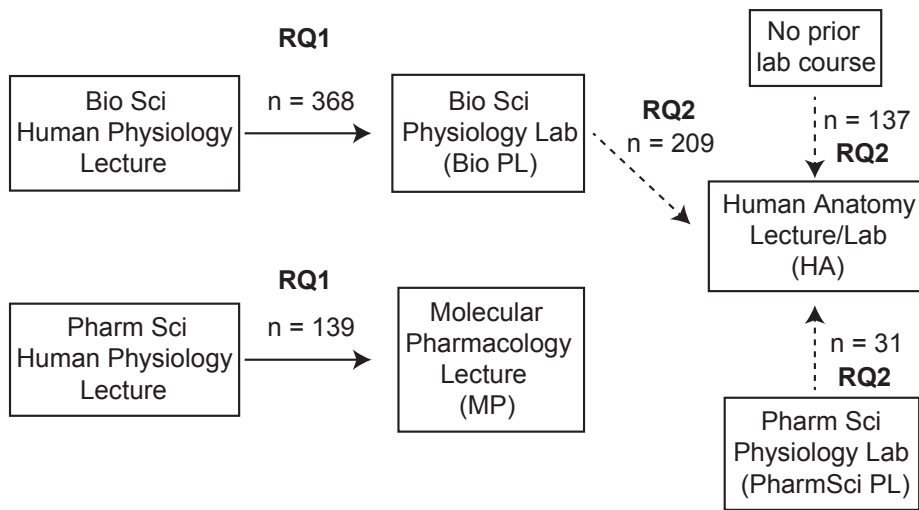 RQ1
n = 368
Bio Sci
Human Physiology
Lecture
Bio Sci
Physiology Lab
(Bio PL)
RQ2
n = 209
No prior
lab course
n = 137
RQ2
Human Anatomy
Lecture/Lab
(HA)
RQ1
n = 139
Pharm Sci
Human Physiology
Lecture
Molecular
Pharmacology
Lecture
(MP)
n = 31
RQ2
Pharm Sci
Physiology Lab
(PharmSci PL)